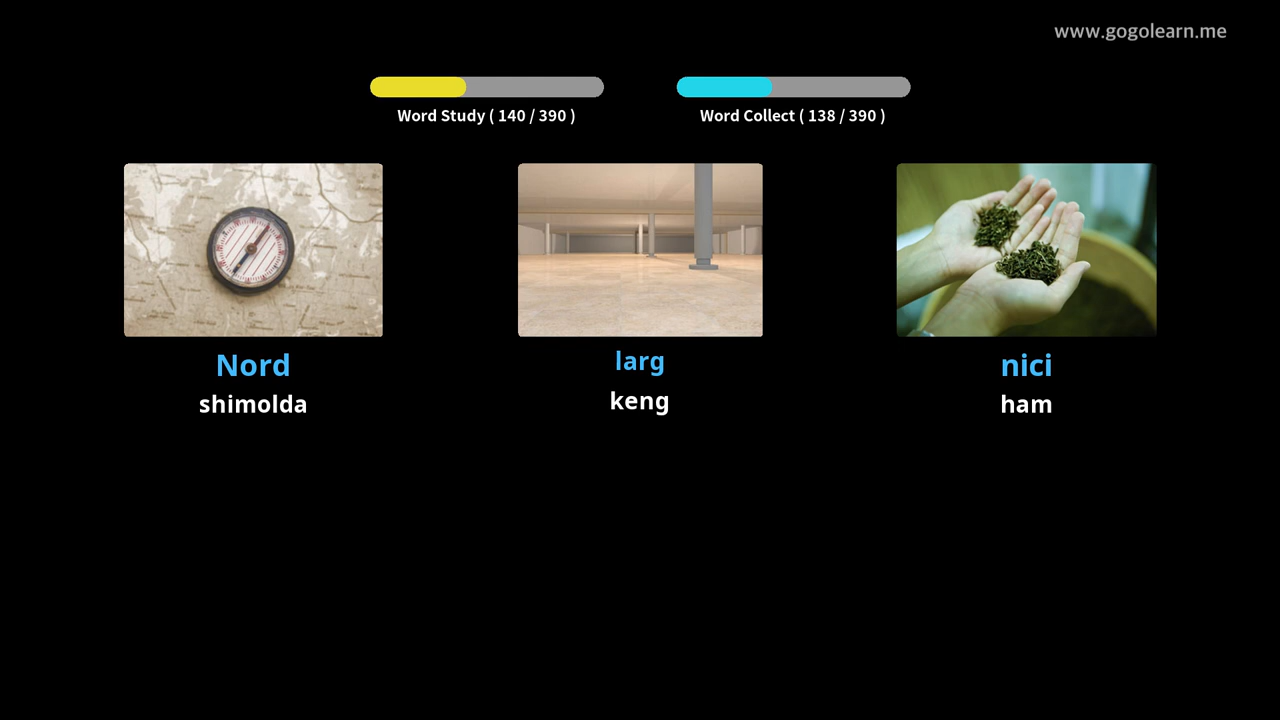 www.gogolearn.me
Word Study ( 140 / 390 )
Word Collect ( 138 / 390 )
Nord
shimolda
larg
keng
nici
ham